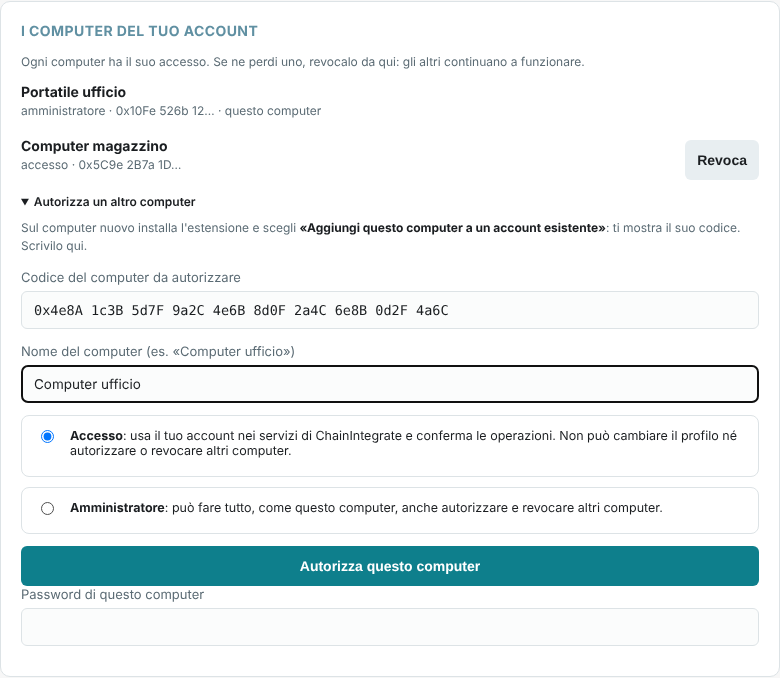 I COMPUTER DEL TUO ACCOUNT
Ogni computer ha il suo accesso. Se ne perdi uno, revocalo da qui: gli altri continuano a funzionare.
Portatile ufficio
amministratore · 0x10Fe 526b 12... · questo computer
Computer magazzino
accesso · 0x5C9e 2B7a 1D...
Revoca
▼ Autorizza un altro computer
Sul computer nuovo installa l'estensione e scegli «Aggiungi questo computer a un account esistente»: ti mostra il suo codice.
Scrivilo qui.
Codice del computer da autorizzare
0x4e8A 1c3B 5d7F 9a2C 4e6B 8d0F 2a4C 6e8B 0d2F 4a6C
Nome del computer (es. «Computer ufficio»)
Computer ufficio
Accesso: usa il tuo account nei servizi di ChainIntegrate e conferma le operazioni. Non può cambiare il profilo né
autorizzare o revocare altri computer.
Amministratore: può fare tutto, come questo computer, anche autorizzare e revocare altri computer.
Autorizza questo computer
Password di questo computer